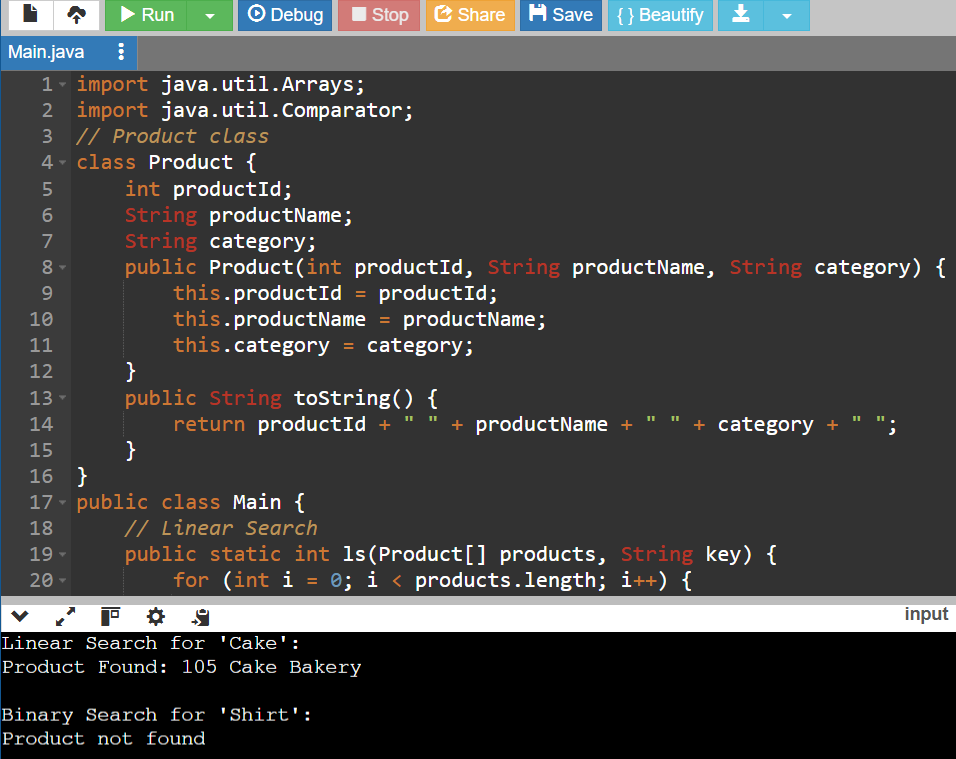 Run Debug Stop Share Save { } Beautify
Main.java
1 import java.util.Arrays;
2 import java.util.Comparator;
3 // Product class
4 class Product {
5     int productId;
6     String productName;
7     String category;
8     public Product(int productId, String productName, String category) {
9         this.productId = productId;
10         this.productName = productName;
11         this.category = category;
12     }
13     public String toString() {
14         return productId + " " + productName + " " + category + " ";
15     }
16 }
17 public class Main {
18     // Linear Search
19     public static int ls(Product[] products, String key) {
20         for (int i = 0; i < products.length; i++) {
input
Linear Search for 'Cake':
Product Found: 105 Cake Bakery
Binary Search for 'Shirt':
Product not found